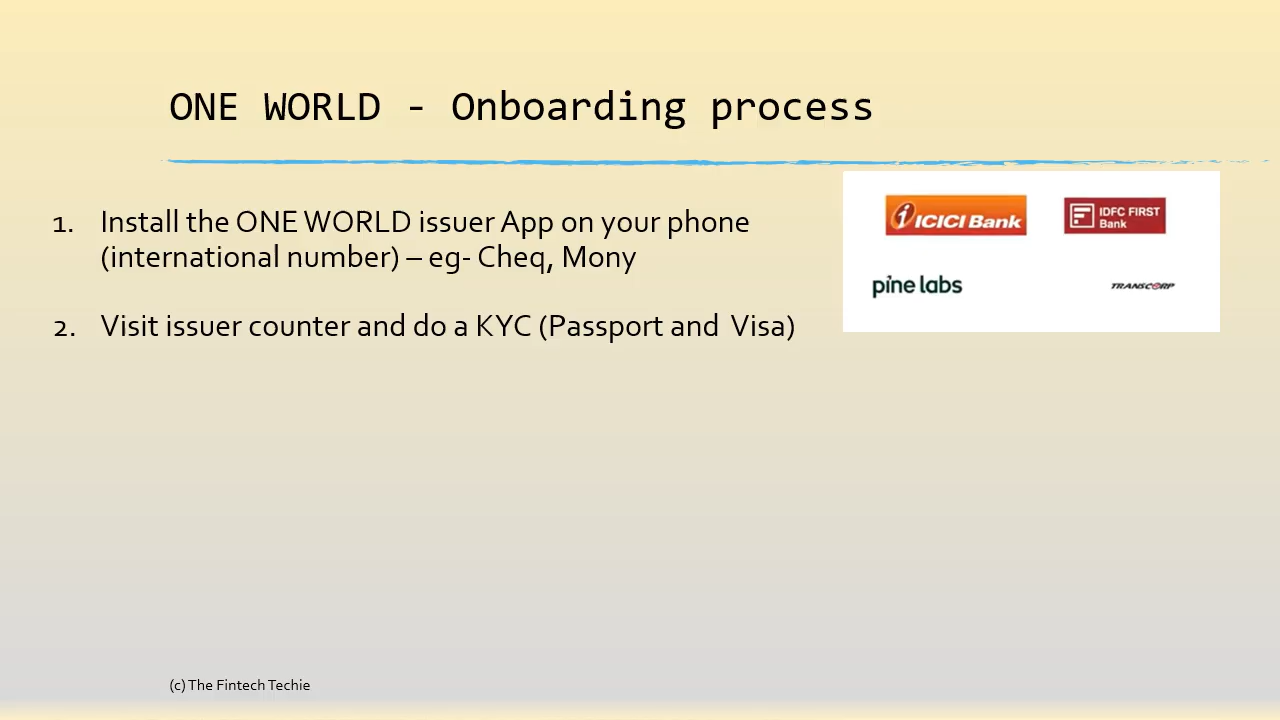 ONE WORLD - Onboarding process
1. Install the ONE WORLD issuer App on your phone
(international number) – eg- Cheq, Mony
2. Visit issuer counter and do a KYC (Passport and Visa)
ICICI Bank
IDFC FIRST
Bank
pine labs
TRANSCORP
(c) The Fintech Techie